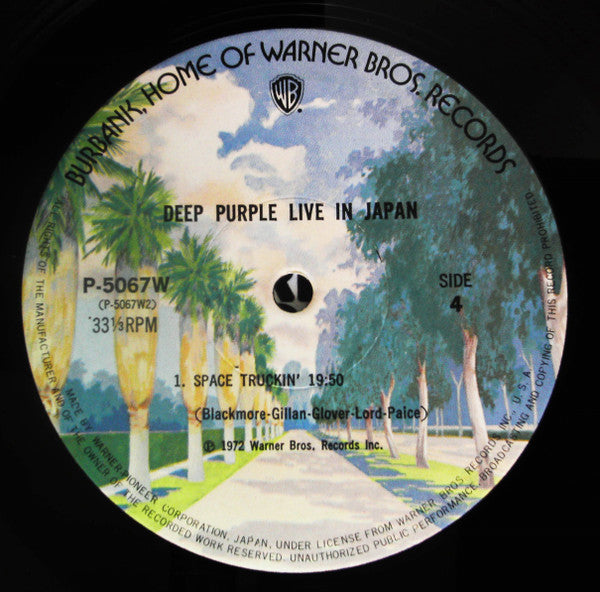 BURBANK, HOME OF WARNER BROS. RECORDS
WB
DEEP PURPLE LIVE IN JAPAN
P-5067W
(P-5067W2)
33⅓RPM
SIDE
4
1. SPACE TRUCKIN' 19:50
(Blackmore-Gillan-Glover-Lord-Paice)
Ⓟ 1972 Warner Bros. Records Inc.
MADE BY WARNER-PIONEER CORPORATION, JAPAN, UNDER LICENSE FROM WARNER BROS RECORDS INC., U.S.A.
ALL RIGHTS OF THE MANUFACTURER AND OF THE OWNER OF THE RECORDED WORK RESERVED. UNAUTHORIZED PUBLIC PERFORMANCE, BROADCASTING AND COPYING OF THIS RECORD PROHIBITED